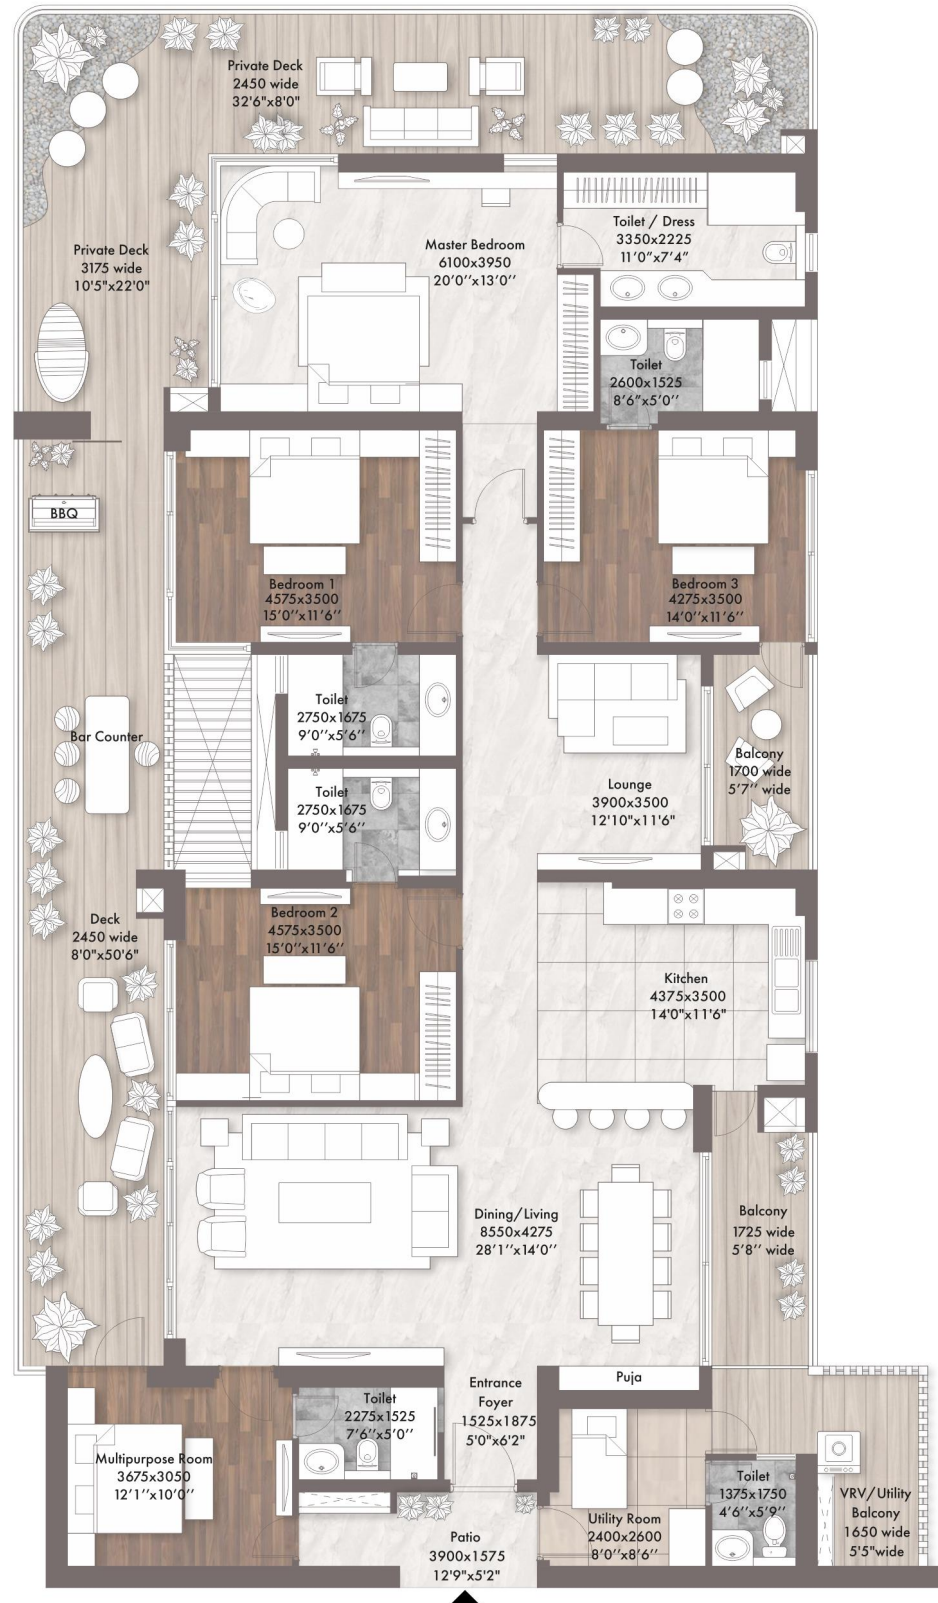 Private Deck
2450 wide
32'6"x8'0"
Toilet / Dress
3350x2225
11'0"x7'4"
Master Bedroom
6100x3950
20'0''x13'0''
Private Deck
3175 wide
10'5"x22'0"
Toilet
2600x1525
8'6"x5'0''
BBQ
Bedroom 1
4575x3500
15'0''x11'6''
Bedroom 3
4275x3500
14'0''x11'6''
Toilet
2750x1675
9'0''x5'6''
Bar Counter
Balcony
1700 wide
5'7'' wide
Toilet
2750x1675
9'0''x5'6''
Lounge
3900x3500
12'10"x11'6"
Bedroom 2
4575x3500
15'0''x11'6''
Deck
2450 wide
8'0"x50'6"
Kitchen
4375x3500
14'0"x11'6"
Dining/Living
8550x4275
28'1''x14'0''
Balcony
1725 wide
5'8'' wide
Puja
Entrance
Foyer
1525x1875
5'0"x6'2"
Toilet
2275x1525
7'6"x5'0''
Multipurpose Room
3675x3050
12'1''x10'0''
Toilet
1375x1750
4'6''x5'9''
VRV/Utility
Balcony
1650 wide
5'5"wide
Utility Room
2400x2600
8'0''x8'6''
Patio
3900x1575
12'9"x5'2"